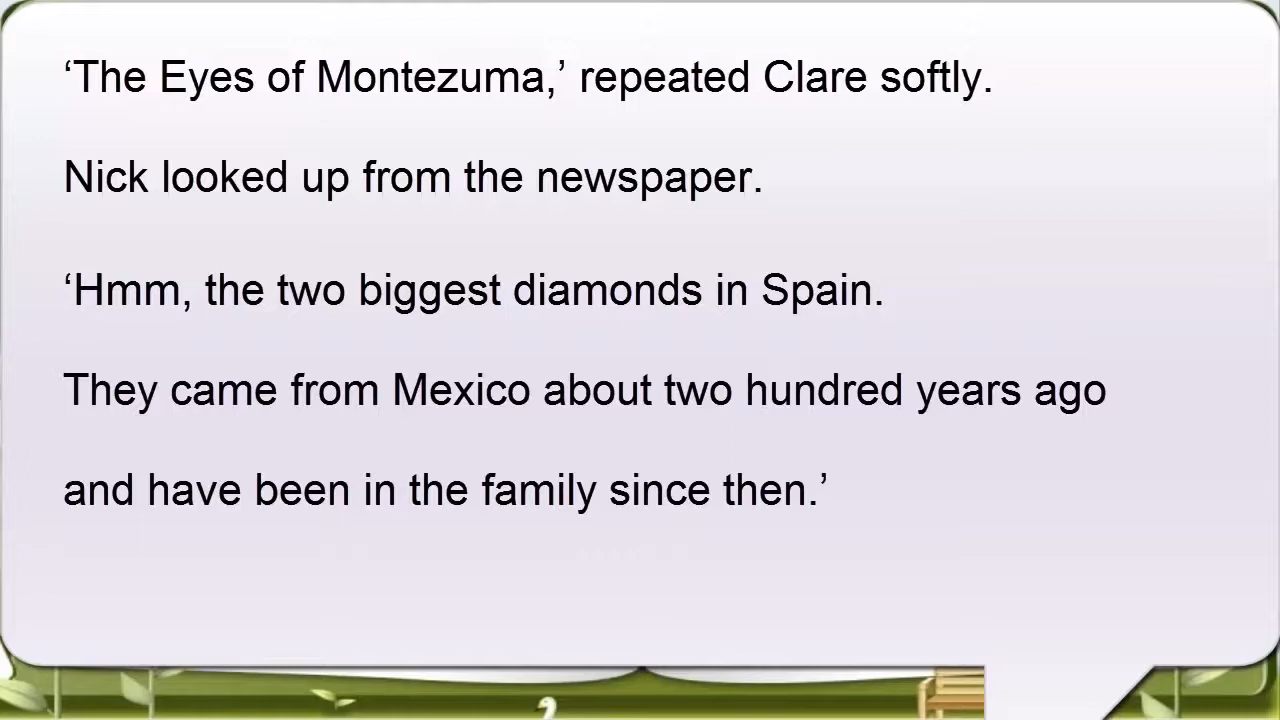 ‘The Eyes of Montezuma,’ repeated Clare softly.
Nick looked up from the newspaper.
‘Hmm, the two biggest diamonds in Spain.
They came from Mexico about two hundred years ago
and have been in the family since then.’